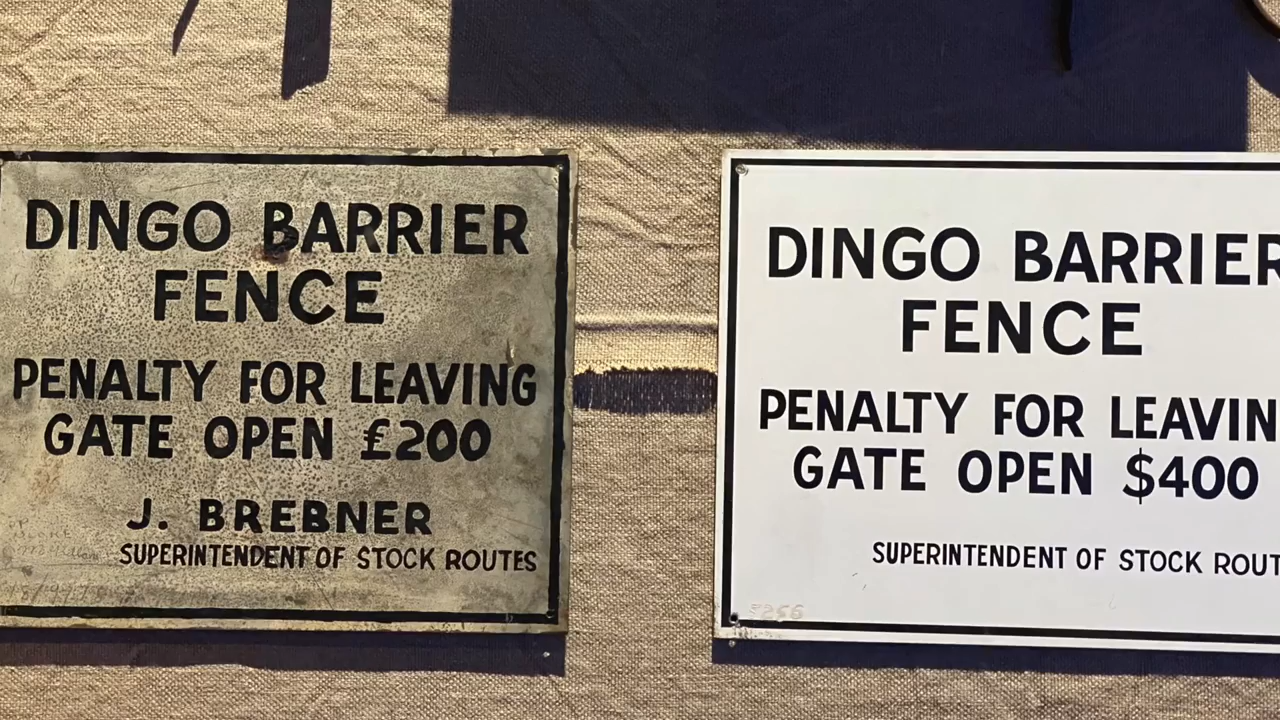 DINGO BARRIER
FENCE
PENALTY FOR LEAVING
GATE OPEN £200
J. BREBNER
SUPERINTENDENT OF STOCK ROUTES
DINGO BARRIER
FENCE
PENALTY FOR LEAVIN
GATE OPEN $400
SUPERINTENDENT OF STOCK ROUT